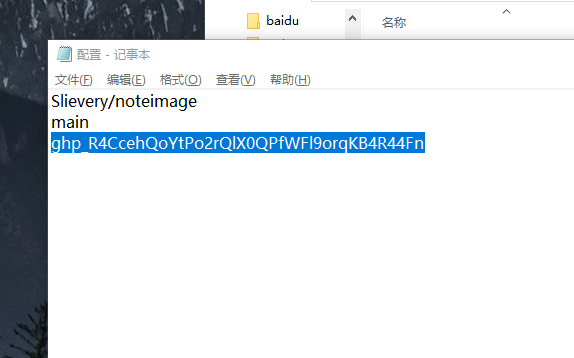 baidu
名称
配置 - 记事本
文件(F) 编辑(E) 格式(O) 查看(V) 帮助(H)
Slievery/noteimage
main
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